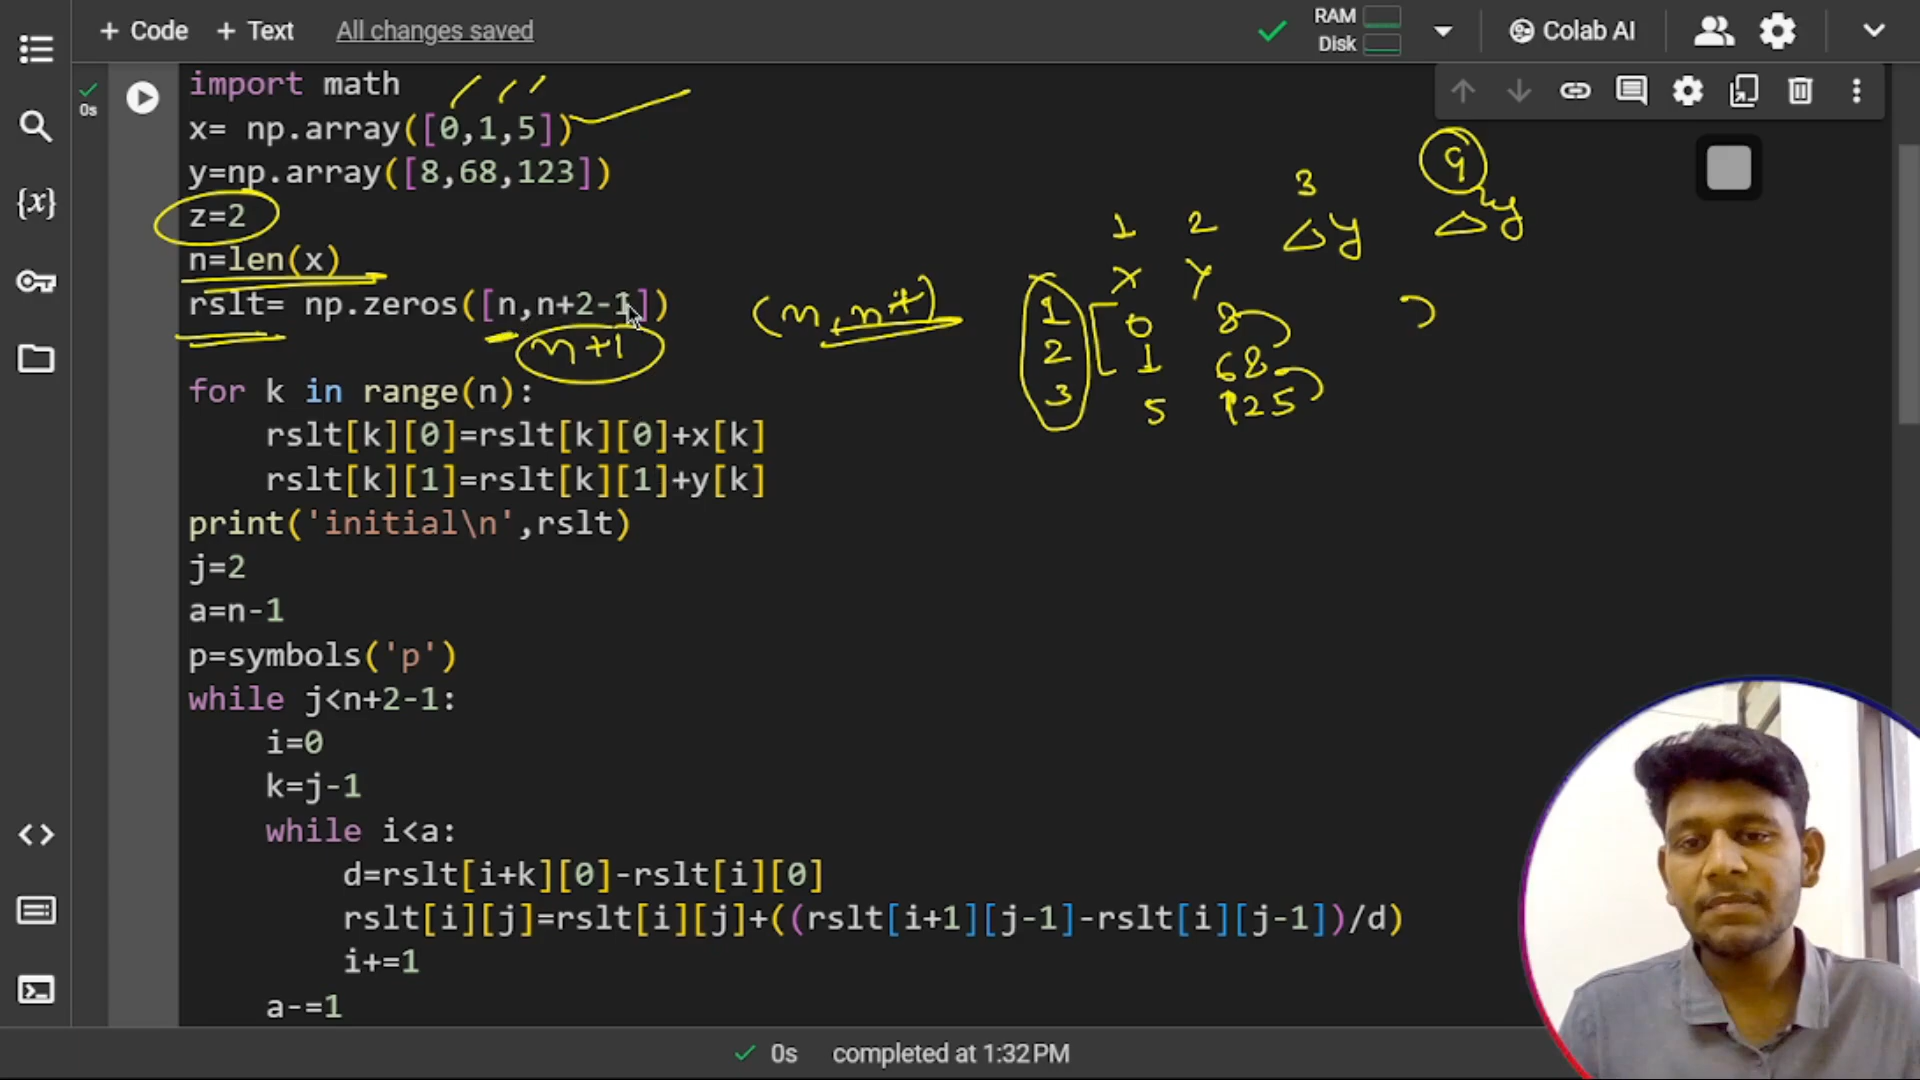 + Code + Text All changes saved
RAM
Disk
Colab AI
0s
import math
x= np.array([0,1,5])
y=np.array([8,68,123])
z=2
n=len(x)
rslt= np.zeros([n,n+2-1])
n+1
(n,n+
for k in range(n):
rslt[k][0]=rslt[k][0]+x[k]
rslt[k][1]=rslt[k][1]+y[k]
print('initial\n',rslt)
j=2
a=n-1
p=symbols('p')
while j<n+2-1:
i=0
k=j-1
while i<a:
d=rslt[i+k][0]-rslt[i][0]
rslt[i][j]=rslt[i][j]+((rslt[i+1][j-1]-rslt[i][j-1])/d)
i+=1
a-=1
1 2 3
x y Δy
1 0 8
2 1 68
3 5 125
0s completed at 1:32 PM